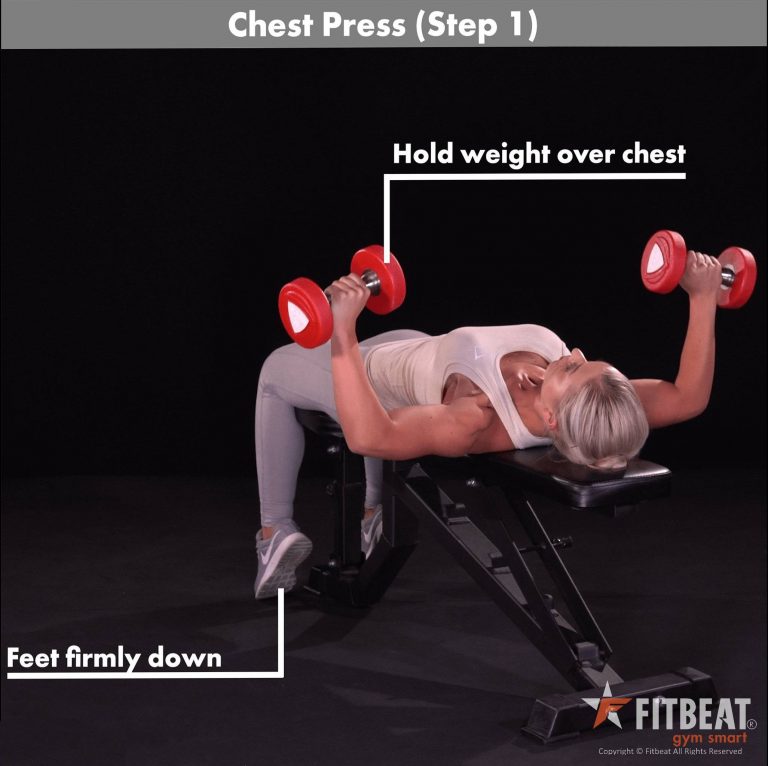 Chest Press (Step 1)
Hold weight over chest
Feet firmly down
FITBEAT®
gym smart
Copyright © Fitbeat All Rights Reserved